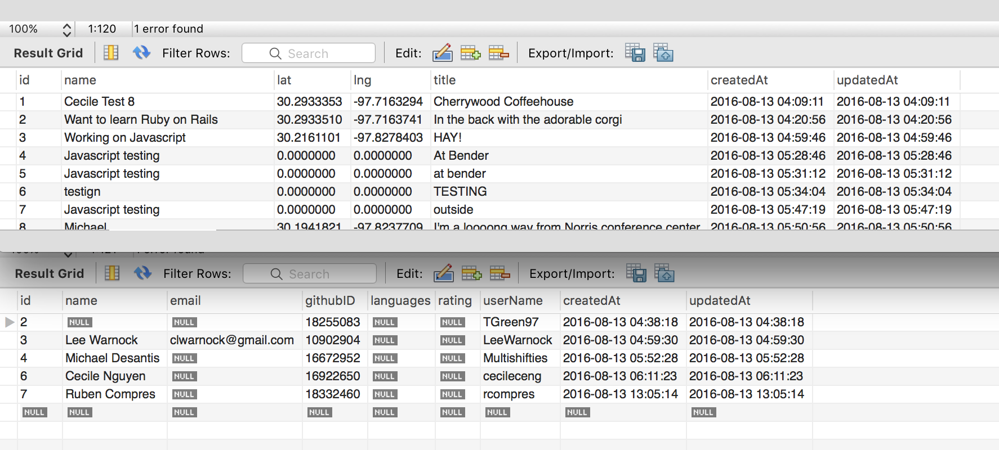 100% 1:120 1 error found
Result Grid Filter Rows: Search Edit: Export/Import:
id name lat lng title createdAt updatedAt
1 Cecile Test 8 30.2933353 -97.7163294 Cherrywood Coffeehouse 2016-08-13 04:09:11 2016-08-13 04:09:11
2 Want to learn Ruby on Rails 30.2933510 -97.7163741 In the back with the adorable corgi 2016-08-13 04:20:56 2016-08-13 04:20:56
3 Working on Javascript 30.2161101 -97.8278403 HAY! 2016-08-13 04:59:46 2016-08-13 04:59:46
4 Javascript testing 0.0000000 0.0000000 At Bender 2016-08-13 05:28:46 2016-08-13 05:28:46
5 Javascript testing 0.0000000 0.0000000 at bender 2016-08-13 05:31:12 2016-08-13 05:31:12
6 testign 0.0000000 0.0000000 TESTING 2016-08-13 05:34:04 2016-08-13 05:34:04
7 Javascript testing 0.0000000 0.0000000 outside 2016-08-13 05:47:19 2016-08-13 05:47:19
8 Michael 30.1941821 -97.8237709 I'm a loooong way from Norris conference center 2016-08-13 05:50:56 2016-08-13 05:50:56
Result Grid Filter Rows: Search Edit: Export/Import:
id name email githubID languages rating userName createdAt updatedAt
2 NULL NULL 18255083 NULL NULL TGreen97 2016-08-13 04:38:18 2016-08-13 04:38:18
3 Lee Warnock clwarnock@gmail.com 10902904 NULL NULL LeeWarnock 2016-08-13 04:59:30 2016-08-13 04:59:30
4 Michael Desantis NULL 16672952 NULL NULL Multishifties 2016-08-13 05:52:28 2016-08-13 05:52:28
6 Cecile Nguyen NULL 16922650 NULL NULL cecileceng 2016-08-13 06:11:23 2016-08-13 06:11:23
7 Ruben Compres NULL 18332460 NULL NULL rcompres 2016-08-13 13:05:14 2016-08-13 13:05:14
NULL NULL NULL NULL NULL NULL NULL NULL NULL